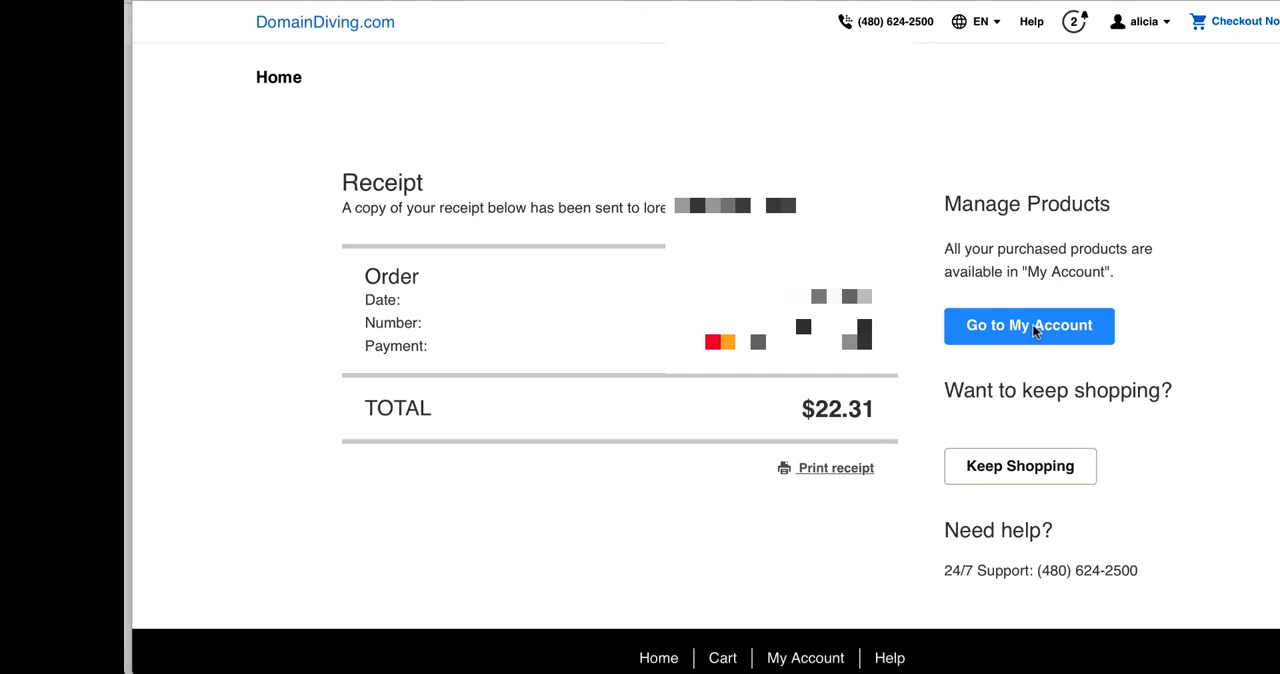 DomainDiving.com
(480) 624-2500
EN
Help
2
alicia
Checkout No
Home
Receipt
A copy of your receipt below has been sent to lore
Order
Date:
Number:
Payment:
TOTAL
$22.31
Print receipt
Manage Products
All your purchased products are
available in "My Account".
Go to My Account
Want to keep shopping?
Keep Shopping
Need help?
24/7 Support: (480) 624-2500
Home
Cart
My Account
Help